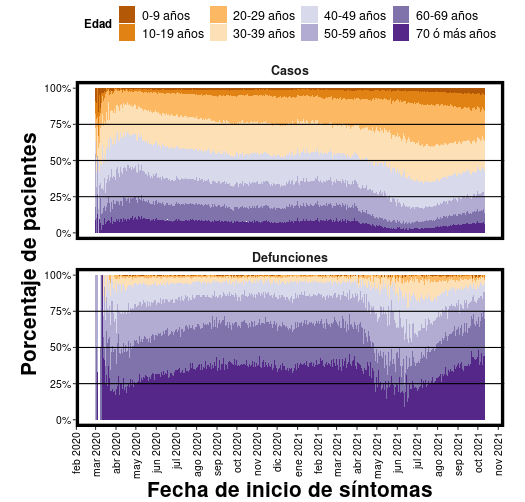 Edad
0-9 años
20-29 años
40-49 años
60-69 años
10-19 años
30-39 años
50-59 años
70 ó más años
Casos
100%
75%
50%
25%
0%
Defunciones
100%
75%
50%
25%
0%
Porcentaje de pacientes
feb 2020
mar 2020
abr 2020
may 2020
jun 2020
jul 2020
ago 2020
sep 2020
oct 2020
nov 2020
dic 2020
ene 2021
feb 2021
mar 2021
abr 2021
may 2021
jun 2021
jul 2021
ago 2021
sep 2021
oct 2021
nov 2021
Fecha de inicio de síntomas